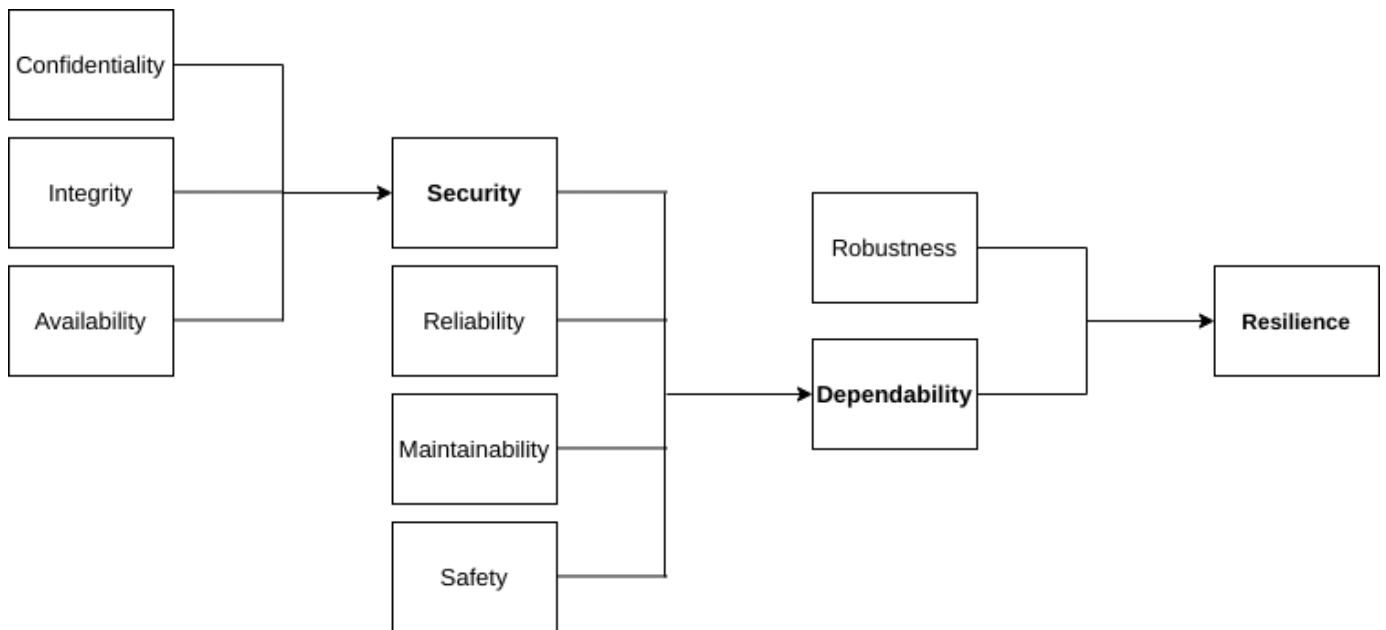 Confidentiality
Integrity
Availability
Security
Reliability
Maintainability
Safety
Robustness
Dependability
Resilience